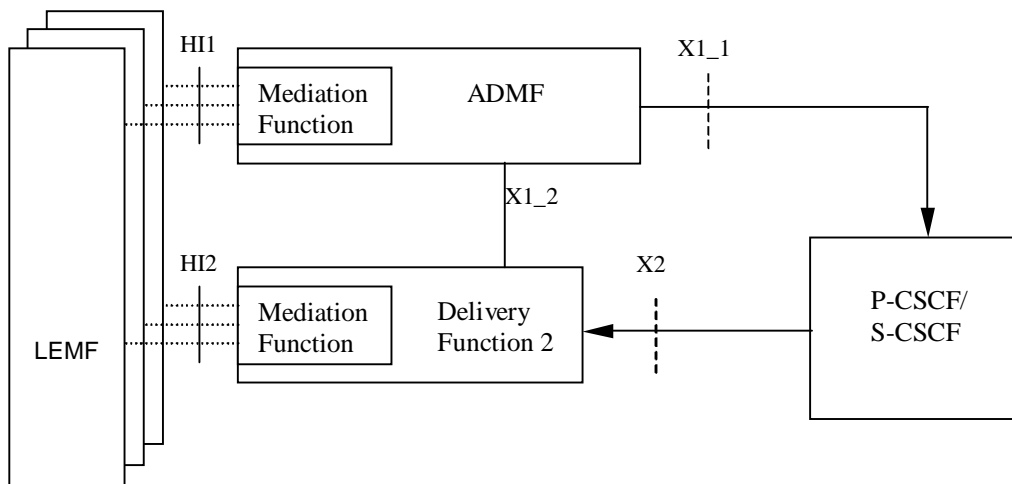 HI1
X1_1
Mediation
Function
ADMF
X1_2
HI2
X2
Mediation
Function
Delivery
Function 2
P-CSCF/
S-CSCF
LEMF